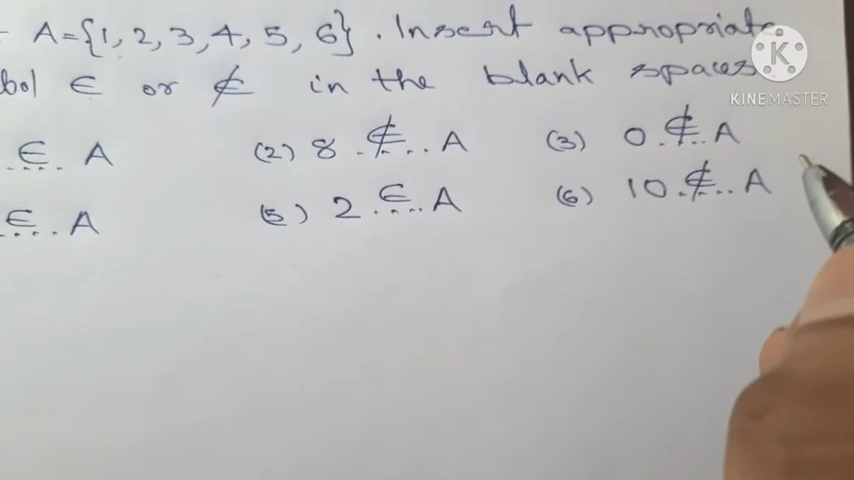 A={1, 2, 3, 4, 5, 6}. Insert appropriate
bol ∈ or ∉ in the blank spaces
..∈.. A (2) 8 .∉... A (3) 0 .∉.. A
..∈.. A (5) 2 .∈... A (6) 10 .∉... A
K
KINEMASTER